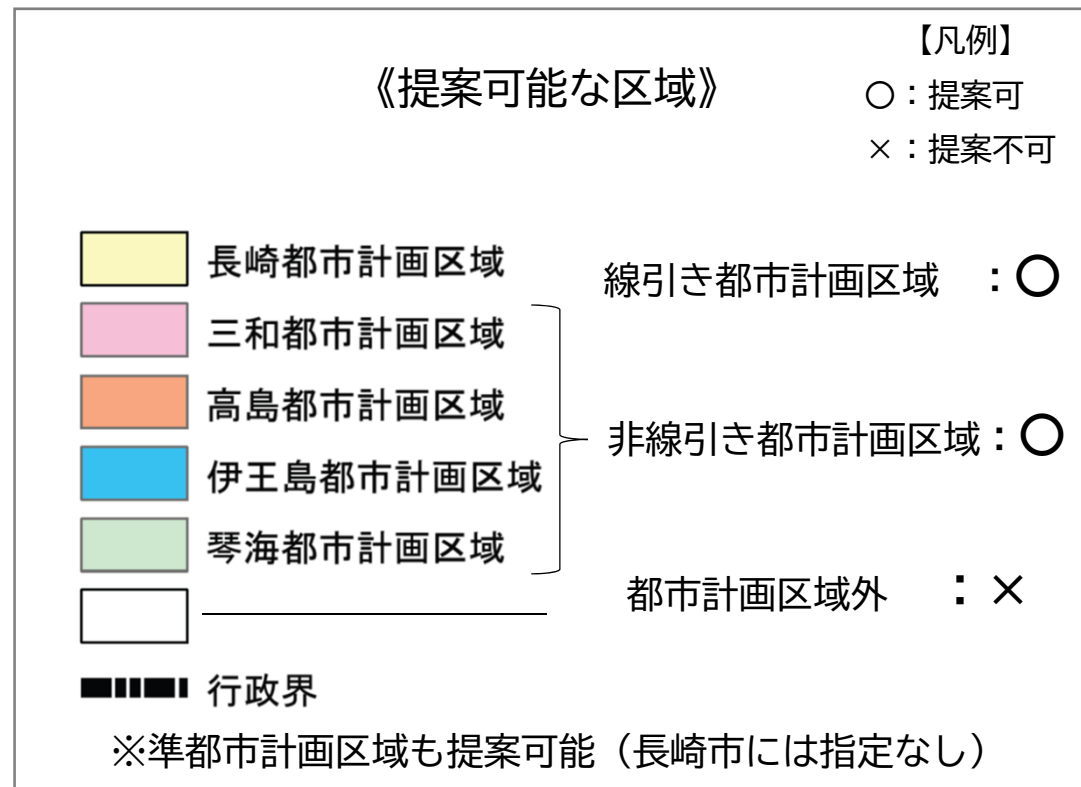 【凡例】
《提案可能な区域》
〇：提案可
×：提案不可
長崎都市計画区域
線引き都市計画区域 ：〇
三和都市計画区域
高島都市計画区域
非線引き都市計画区域：〇
伊王島都市計画区域
琴海都市計画区域
都市計画区域外 ：×
行政界
※準都市計画区域も提案可能（長崎市には指定なし）